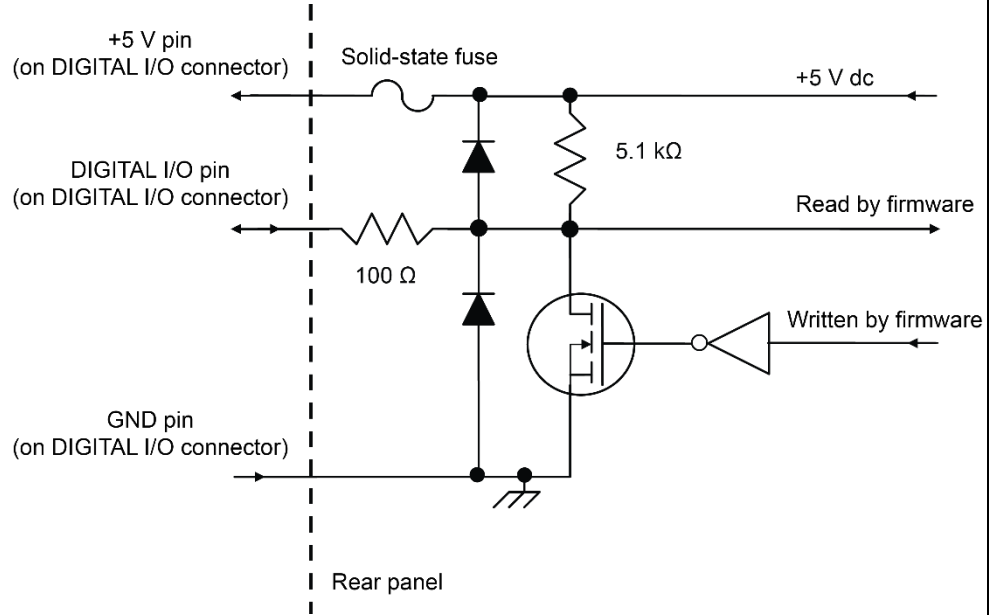 +5 V pin
(on DIGITAL I/O connector)
Solid-state fuse
+5 V dc
5.1 kΩ
DIGITAL I/O pin
(on DIGITAL I/O connector)
Read by firmware
100 Ω
Written by firmware
GND pin
(on DIGITAL I/O connector)
Rear panel